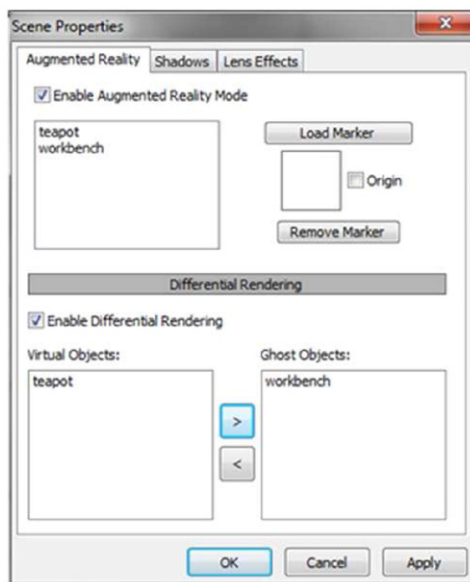 Scene Properties
Augmented Reality Shadows Lens Effects
Enable Augmented Reality Mode
teapot
workbench
Load Marker
Origin
Remove Marker
Differential Rendering
Enable Differential Rendering
Virtual Objects:
teapot
Ghost Objects:
workbench
>
<
OK Cancel Apply